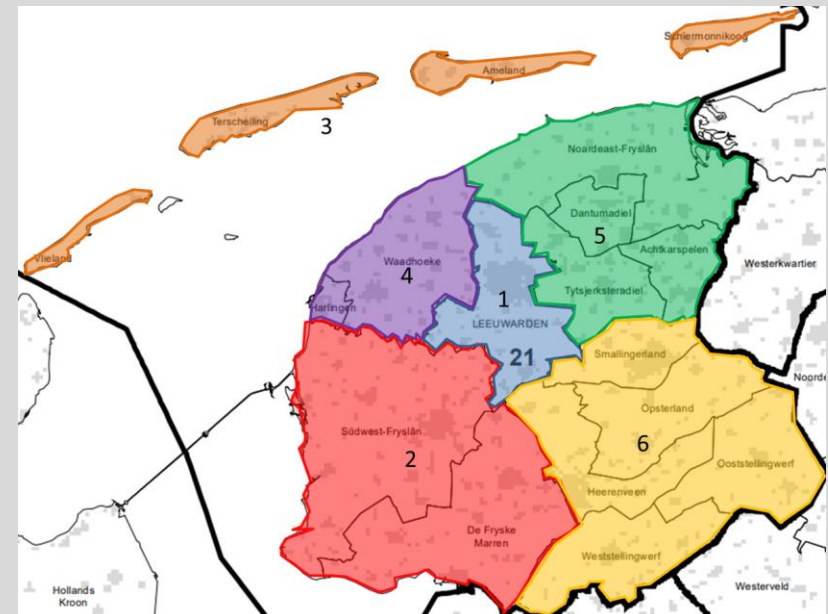 Schiermonnikoog
Ameland
Terschelling
3
Noardeast-Fryslân
Dantumadiel
5
Achtkarspelen
Vlieland
Waadhoeke
4
Westerkwartier
Tytsjerksteradiel
Harlingen
1
LEEUWARDEN
21
Smallingerland
Noorde
Opsterland
Súdwest-Fryslân
2
6
Ooststellingwerf
Heerenveen
De Fryske
Marren
Weststellingwerf
Hollands
Kroon
Westerveld